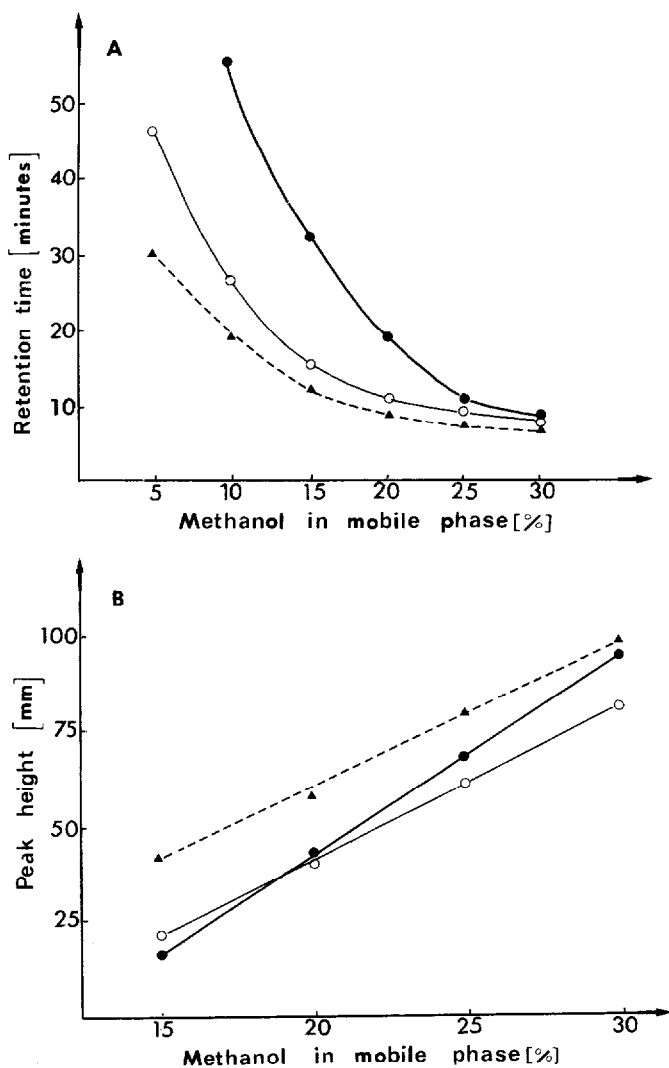 A
50
40
30
20
10
Retention time [minutes]
5 10 15 20 25 30
Methanol in mobile phase [%]
B
100
75
50
25
Peak height [mm]
15 20 25 30
Methanol in mobile phase [%]